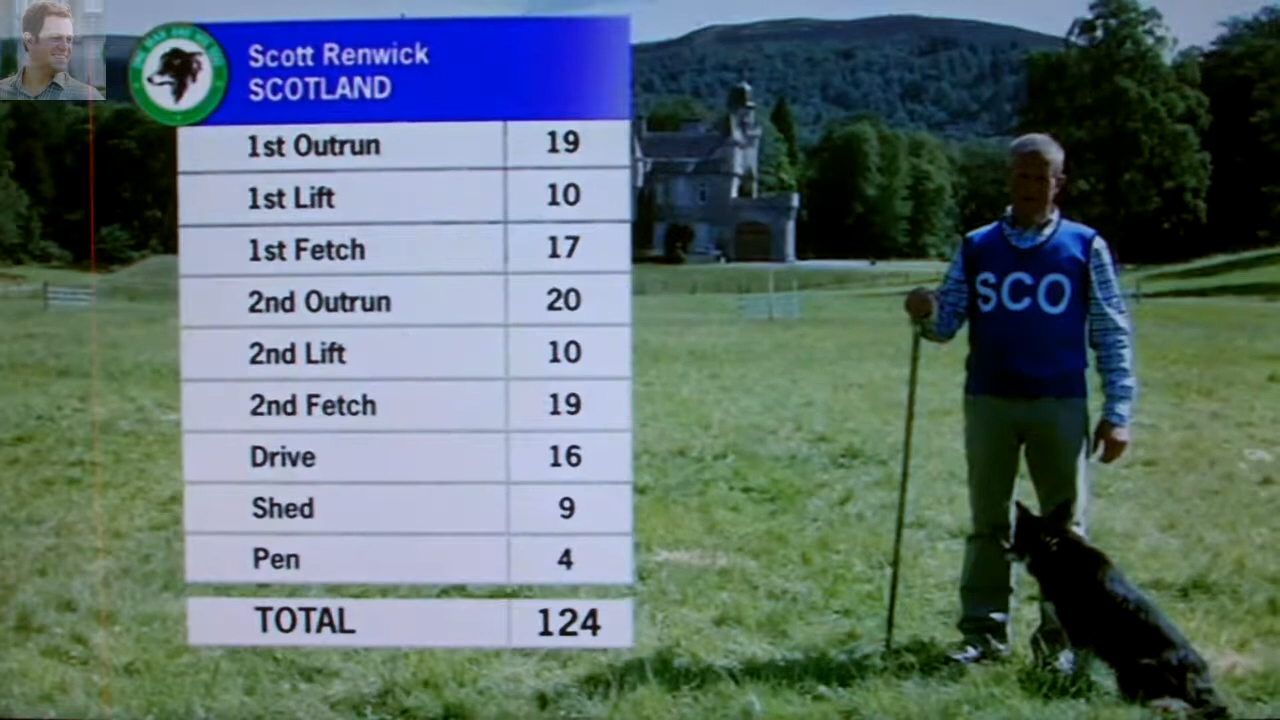 Scott Renwick
SCOTLAND
1st Outrun 19
1st Lift 10
1st Fetch 17
2nd Outrun 20
2nd Lift 10
2nd Fetch 19
Drive 16
Shed 9
Pen 4
TOTAL 124
SCO